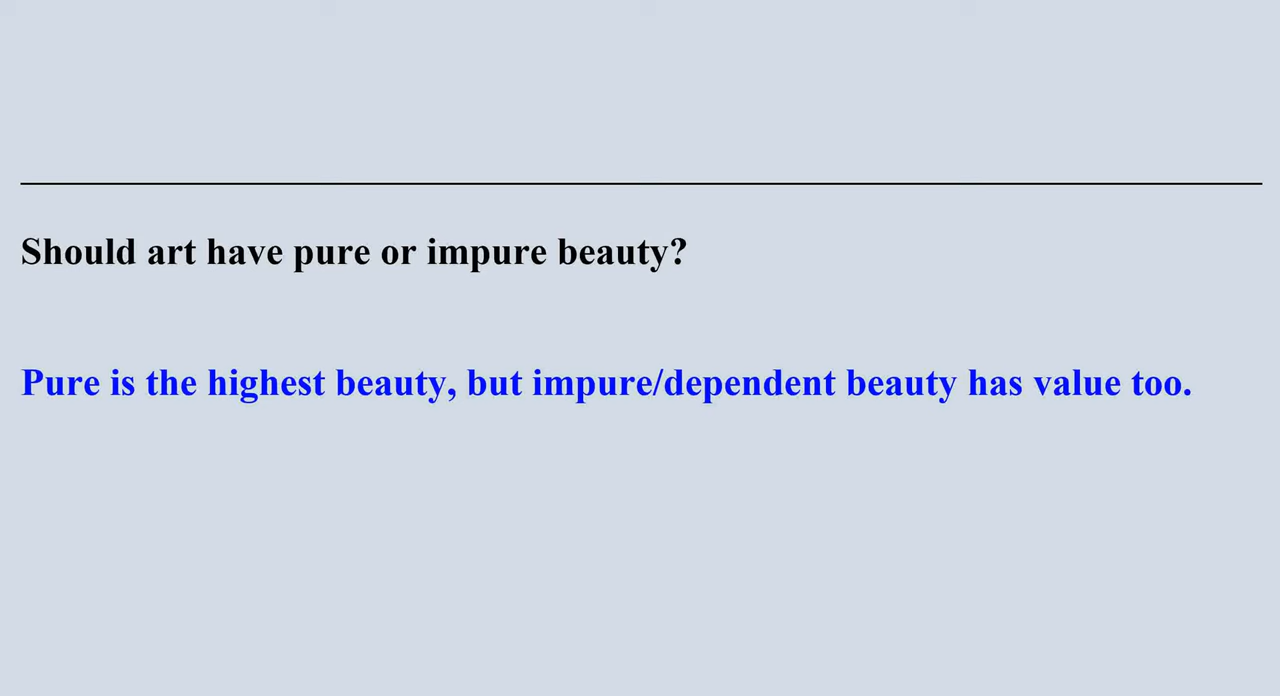 Should art have pure or impure beauty?
Pure is the highest beauty, but impure/dependent beauty has value too.